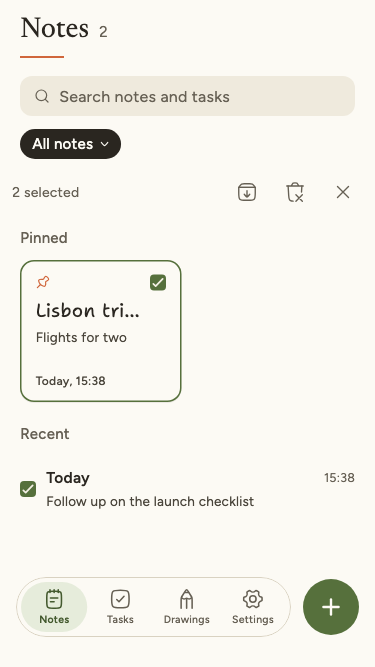 Notes 2
Search notes and tasks
All notes
2 selected
Pinned
Lisbon tri...
Flights for two
Today, 15:38
Recent
Today 15:38
Follow up on the launch checklist
Notes Tasks Drawings Settings